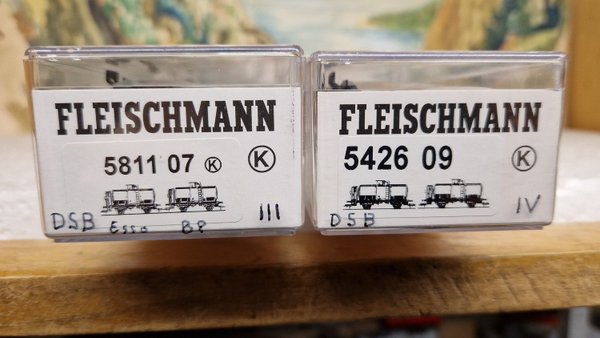 FLEISCHMANN
5811 07 K
K
DSB Esso BP III
FLEISCHMANN
5426 09
K
DSB IV